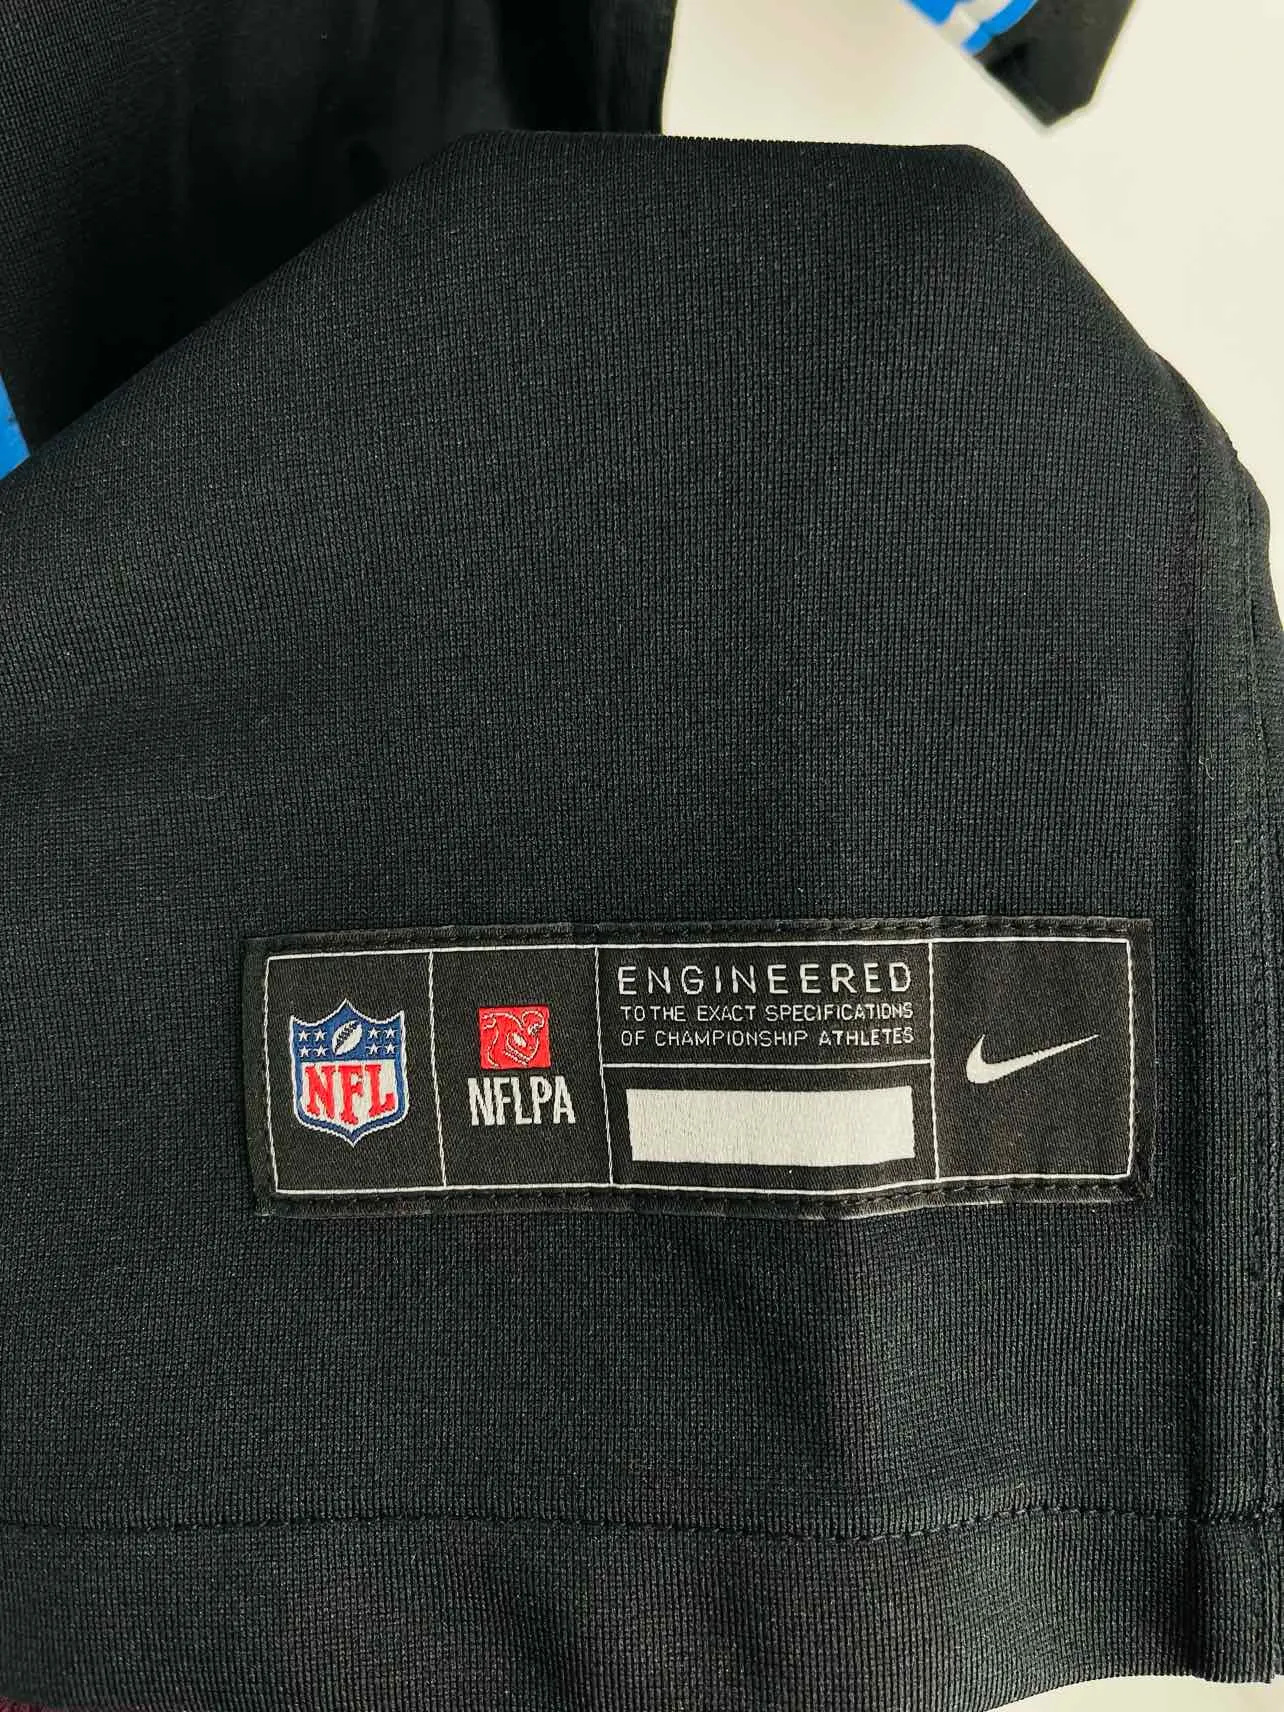 NFL
NFLPA
ENGINEERED
TO THE EXACT SPECIFICATIONS
OF CHAMPIONSHIP ATHLETES